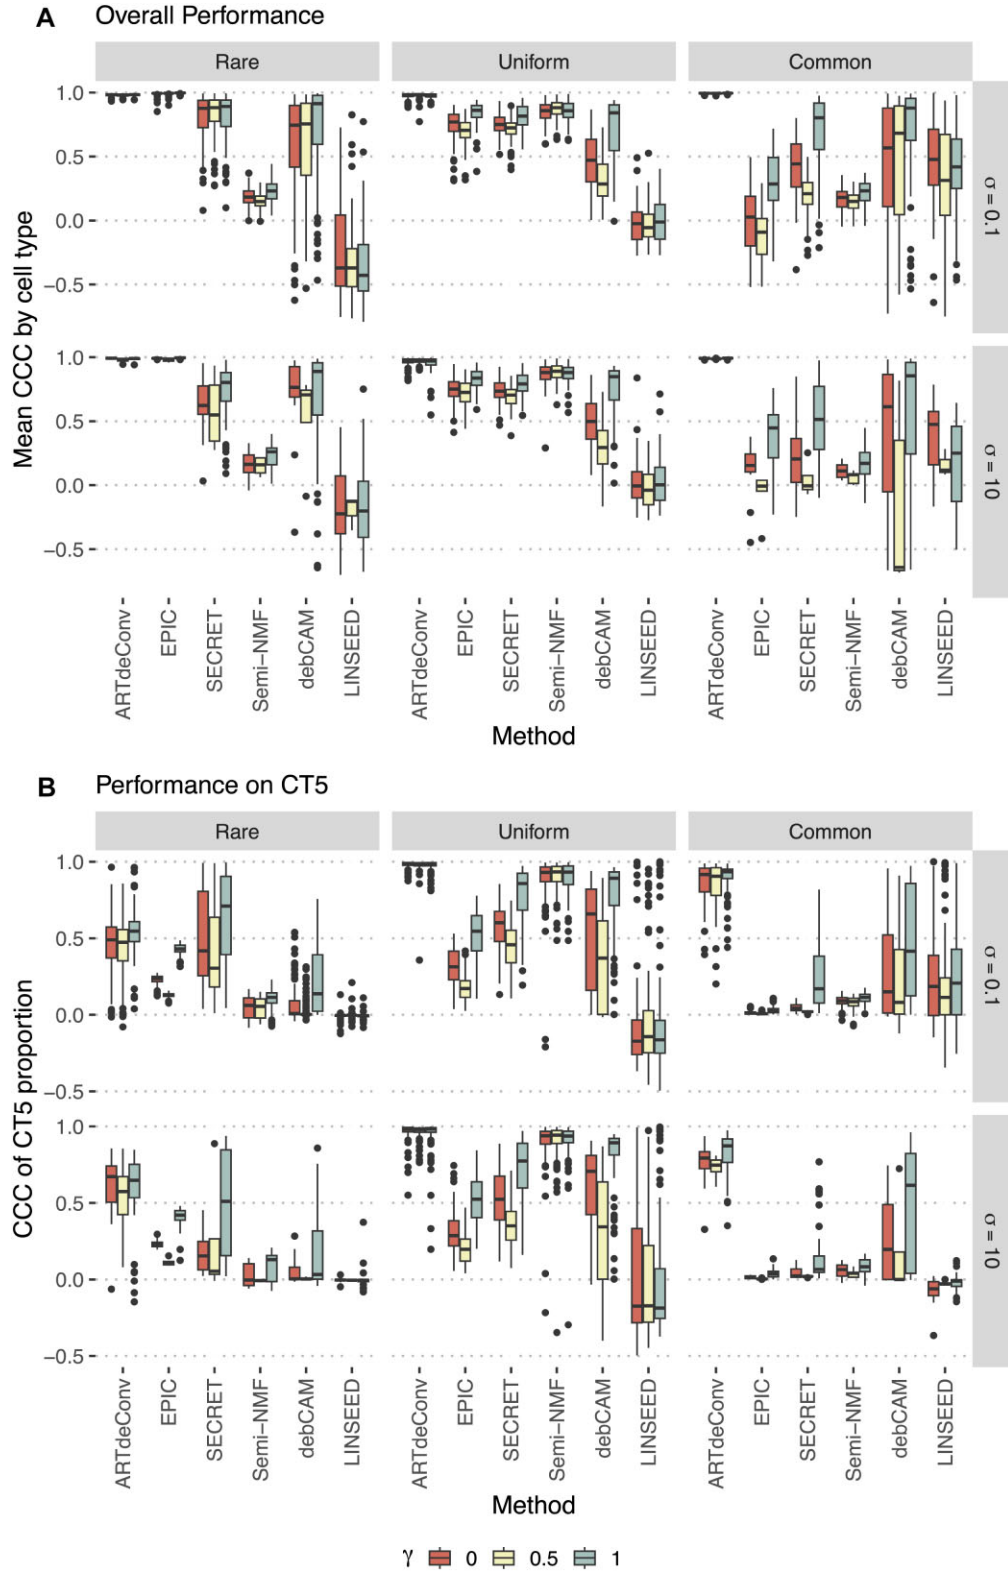 A Overall Performance
Rare Uniform Common
1.0
0.5
0.0
−0.5
σ = 0.1
1.0
0.5
0.0
−0.5
σ = 10
Mean CCC by cell type
ARTdeConv EPIC SECRET Semi−NMF debCAM LINSEED ARTdeConv EPIC SECRET Semi−NMF debCAM LINSEED ARTdeConv EPIC SECRET Semi−NMF debCAM LINSEED
Method
B Performance on CT5
Rare Uniform Common
1.0
0.5
0.0
−0.5
σ = 0.1
1.0
0.5
0.0
−0.5
σ = 10
CCC of CT5 proportion
ARTdeConv EPIC SECRET Semi−NMF debCAM LINSEED ARTdeConv EPIC SECRET Semi−NMF debCAM LINSEED ARTdeConv EPIC SECRET Semi−NMF debCAM LINSEED
Method
γ 0 0.5 1